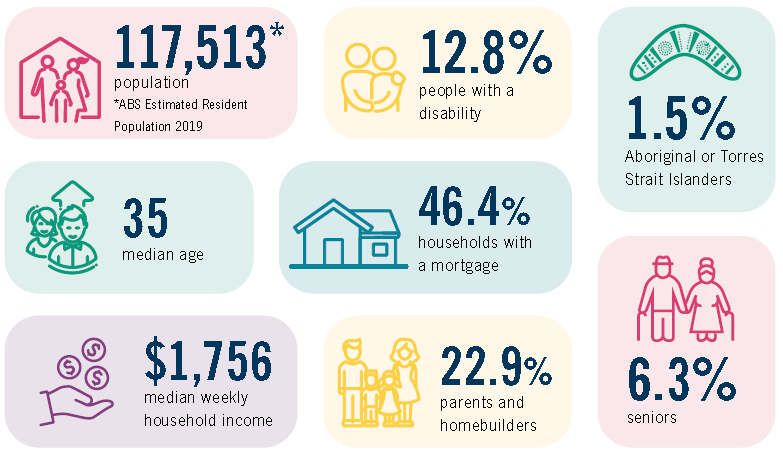 117,513*
population
*ABS Estimated Resident
Population 2019
12.8%
people with a
disability
1.5%
Aboriginal or Torres
Strait Islanders
35
median age
46.4%
households with
a mortgage
6.3%
seniors
$1,756
median weekly
household income
22.9%
parents and
homebuilders